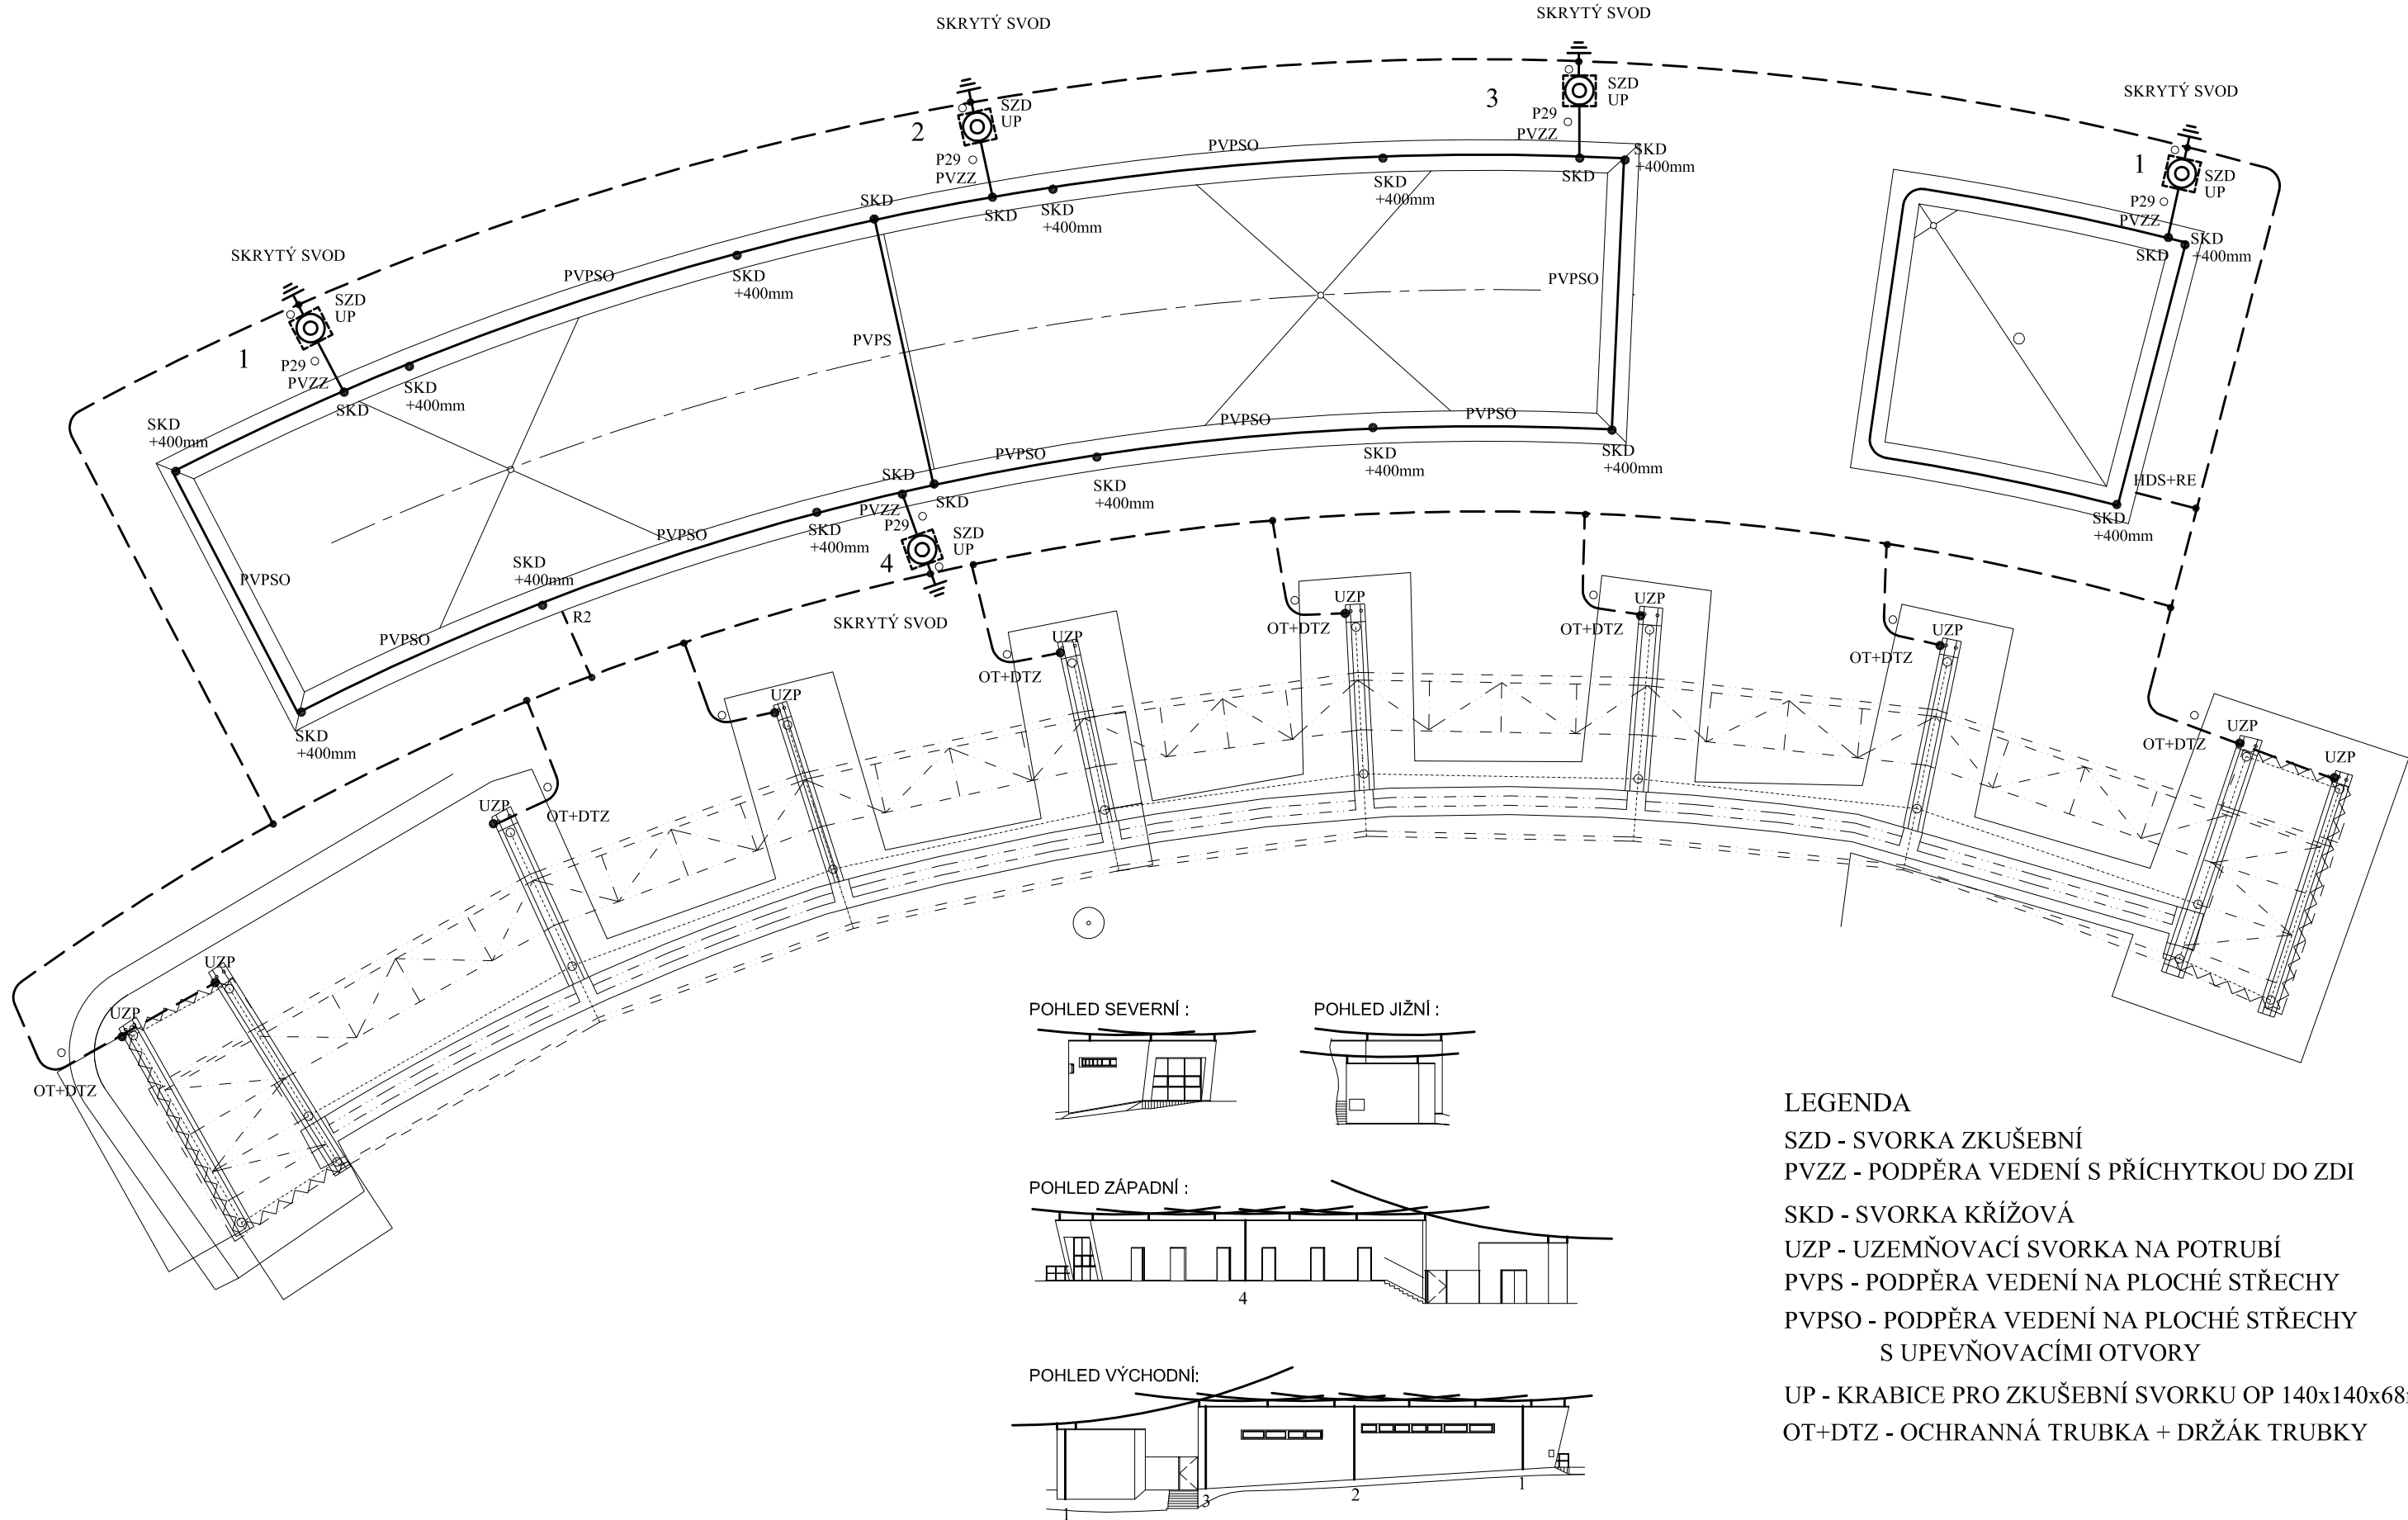 SKRYTÝ SVOD
SKRYTÝ SVOD
SKRYTÝ SVOD
SKRYTÝ SVOD
3
SZD
UP
P29
PVZZ
2
SZD
UP
P29
PVZZ
1
SZD
UP
P29
PVZZ
1
SZD
UP
P29
PVZZ
PVPSO
SKD
+400mm
SKD
SKD
+400mm
SKD
SKD
SKD
+400mm
SKD
+400mm
SKD
PVPSO
SKD
+400mm
PVPSO
PVPS
SKD
+400mm
SKD
SKD
+400mm
PVPSO
PVPSO
PVPSO
SKD
+400mm
SKD
+400mm
PVPSO
SKD
SKD
SKD
+400mm
HDS+RE
SKD
+400mm
PVZZ
P29
SKD
+400mm
PVPSO
4
SZD
UP
SKRYTÝ SVOD
SKD
+400mm
PVPSO
R2
PVPSO
SKD
+400mm
UZP
OT+DTZ
UZP
OT+DTZ
UZP
OT+DTZ
UZP
OT+DTZ
UZP
OT+DTZ
UZP
UZP
OT+DTZ
UZP
OT+DTZ
UZP
UZP
OT+DTZ
POHLED SEVERNÍ :
POHLED JIŽNÍ :
POHLED ZÁPADNÍ :
4
POHLED VÝCHODNÍ:
1
3
2
1
LEGENDA
SZD - SVORKA ZKUŠEBNÍ
PVZZ - PODPĚRA VEDENÍ S PŘÍCHYTKOU DO ZDI
SKD - SVORKA KŘÍŽOVÁ
UZP - UZEMŇOVACÍ SVORKA NA POTRUBÍ
PVPS - PODPĚRA VEDENÍ NA PLOCHÉ STŘECHY
PVPSO - PODPĚRA VEDENÍ NA PLOCHÉ STŘECHY
S UPEVŇOVACÍMI OTVORY
UP - KRABICE PRO ZKUŠEBNÍ SVORKU OP 140x140x68
OT+DTZ - OCHRANNÁ TRUBKA + DRŽÁK TRUBKY